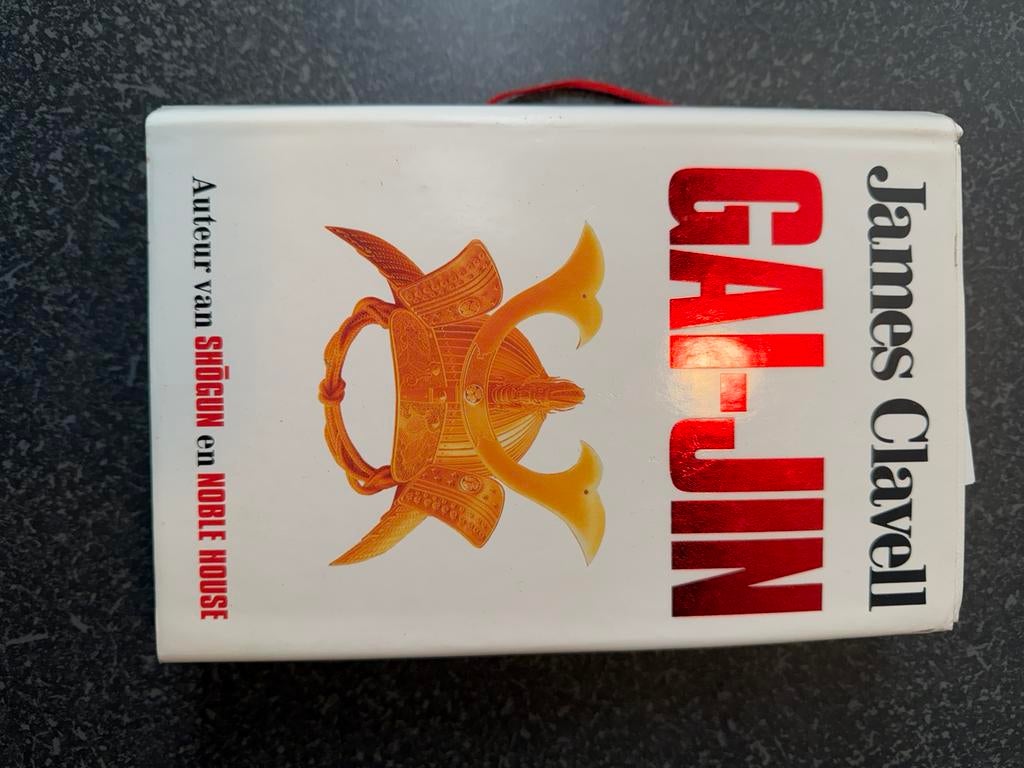 James Clavell
GAI-JIN
Auteur van SHŌGUN en NOBLE HOUSE